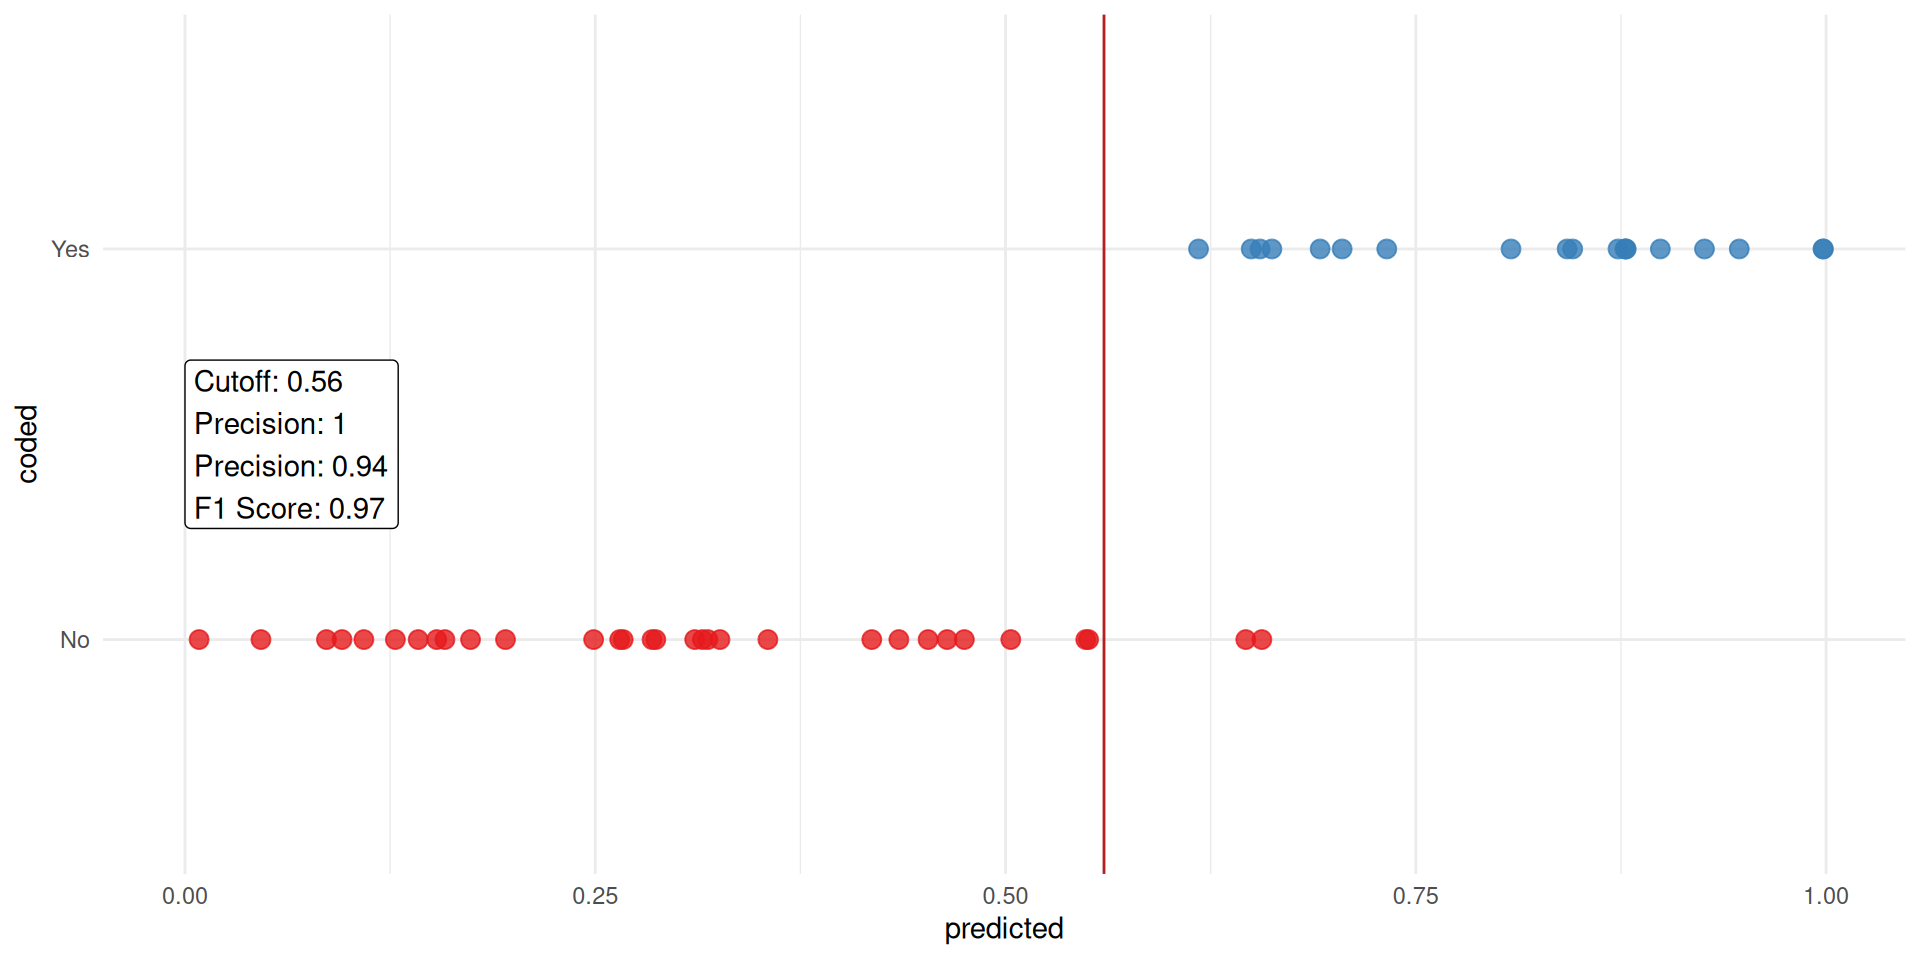 Yes
Cutoff: 0.56
Precision: 1
Precision: 0.94
F1 Score: 0.97
coded
No
0.00 0.25 0.50 0.75 1.00
predicted